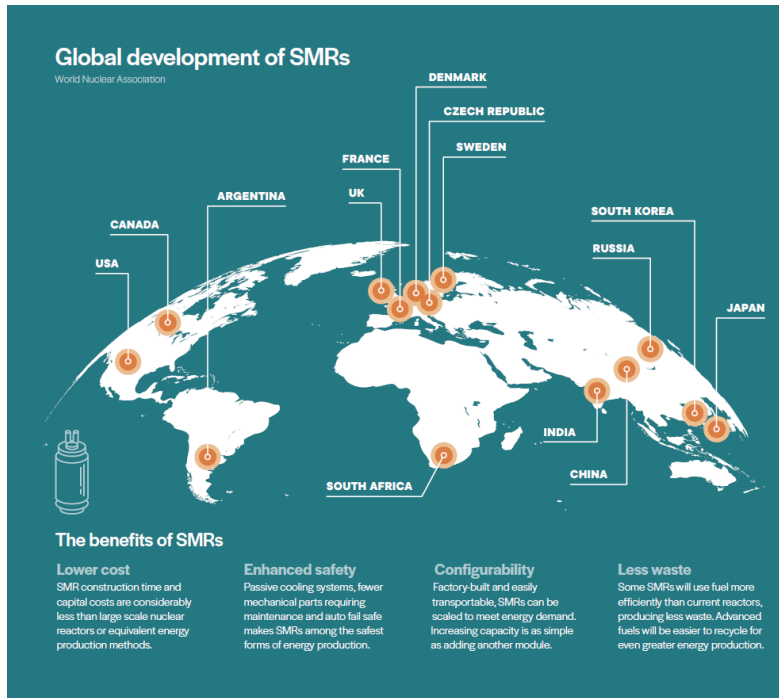 Global development of SMRs
World Nuclear Association
DENMARK
CZECH REPUBLIC
SWEDEN
FRANCE
UK
ARGENTINA
CANADA
USA
SOUTH KOREA
RUSSIA
JAPAN
INDIA
CHINA
SOUTH AFRICA
The benefits of SMRs
Lower cost
SMR construction time and
capital costs are considerably
less than large scale nuclear
reactors or equivalent energy
production methods.
Enhanced safety
Passive cooling systems, fewer
mechanical parts requiring
maintenance and auto fail safe
makes SMRs among the safest
forms of energy production.
Configurability
Factory-built and easily
transportable, SMRs can be
scaled to meet energy demand.
Increasing capacity is as simple
as adding another module.
Less waste
Some SMRs will use fuel more
efficiently than current reactors,
producing less waste. Advanced
fuels will be easier to recycle for
even greater energy production.